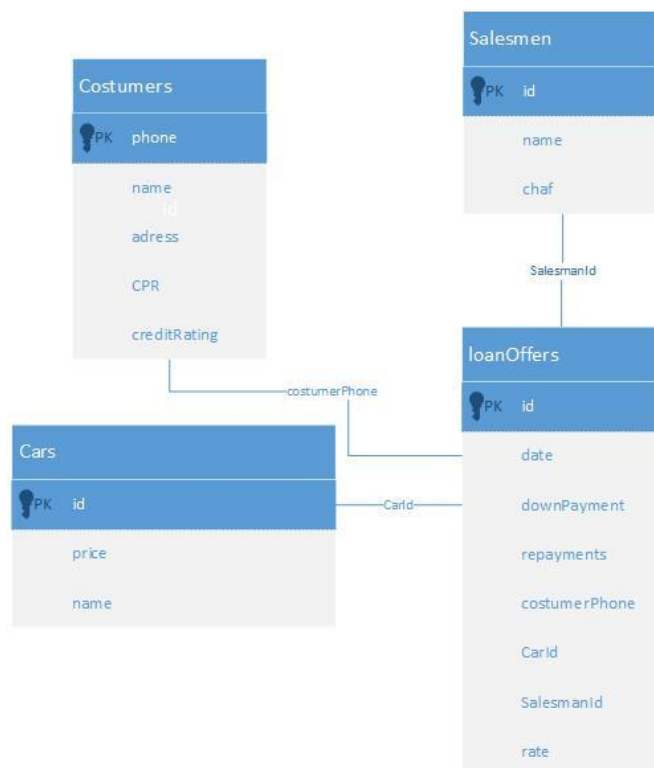 Costumers
PK phone
name
id
adress
CPR
creditRating
Salesmen
PK id
name
chaf
SalesmanId
costumerPhone
Cars
PK id
price
name
CarId
loanOffers
PK id
date
downPayment
repayments
costumerPhone
CarId
SalesmanId
rate